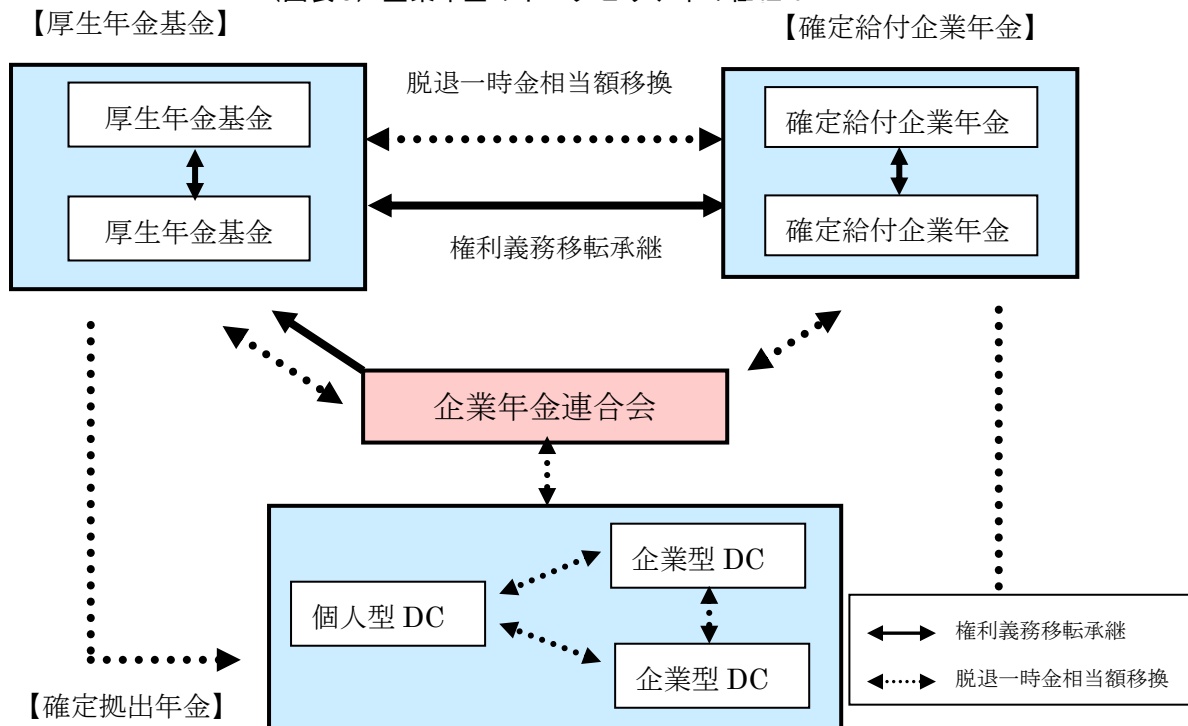 【厚生年金基金】
【確定給付企業年金】
脱退一時金相当額移換
厚生年金基金
確定給付企業年金
厚生年金基金
確定給付企業年金
権利義務移転承継
企業年金連合会
企業型 DC
個人型 DC
企業型 DC
権利義務移転承継
脱退一時金相当額移換
【確定拠出年金】